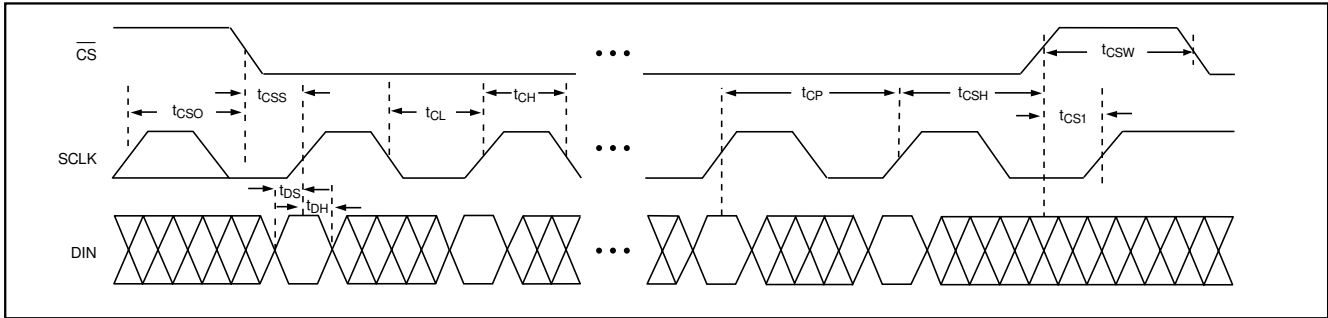 CS
tCSW
tCSO
tCSS
tCL
tCH
tCP
tCSH
tCS1
SCLK
tDS
tDH
DIN